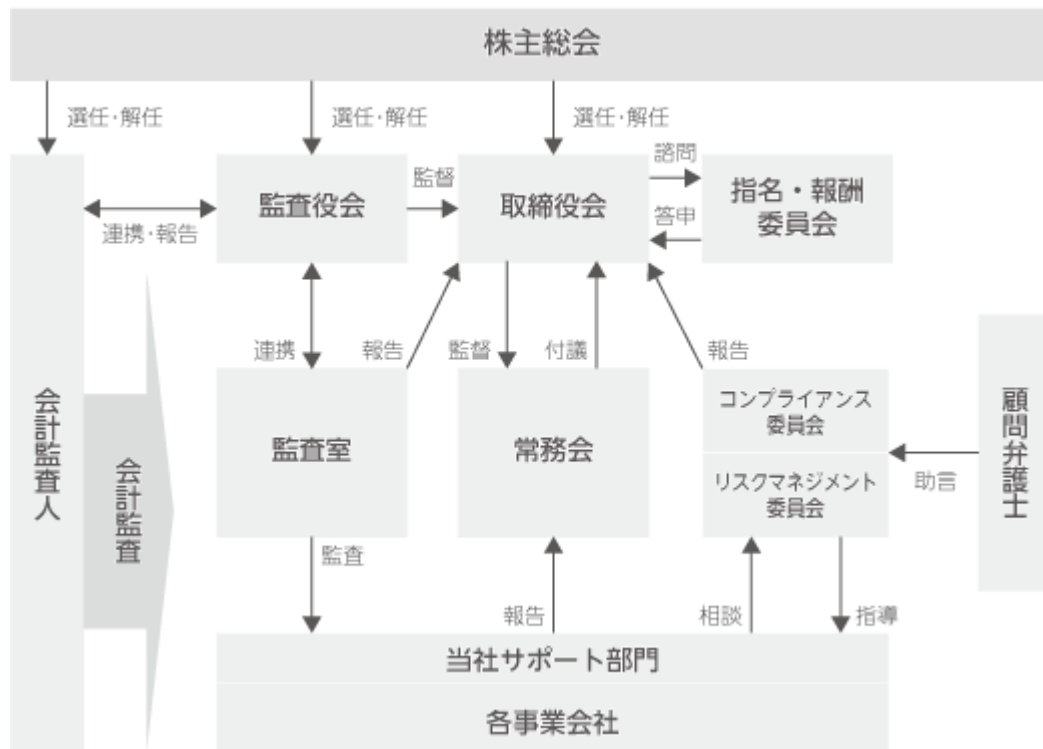 株主総会
選任・解任
選任・解任
選任・解任
諮問
監査役会
監督
取締役会
指名・報酬
委員会
答申
連携・報告
連携
報告
監督
付議
報告
会計監査人
会計監査
監査室
常務会
コンプライアンス
委員会
リスクマネジメント
委員会
助言
顧問弁護士
監査
報告
相談
指導
当社サポート部門
各事業会社